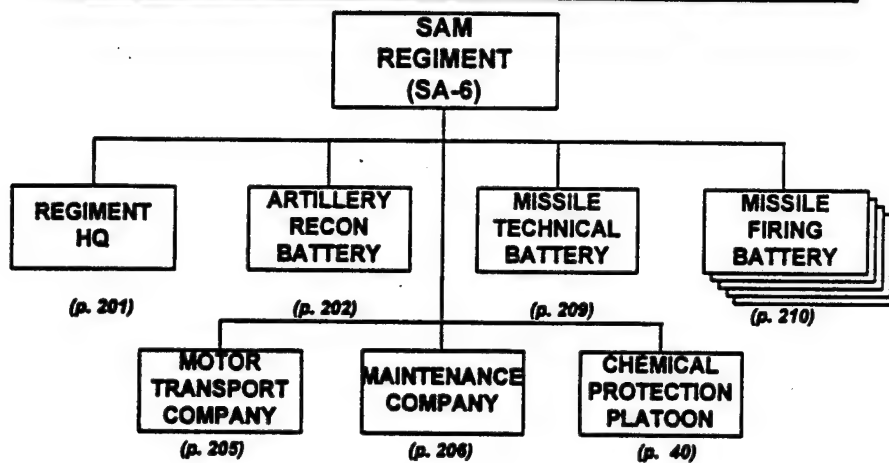 SAM
REGIMENT
(SA-6)
REGIMENT
HQ
(p. 201)
ARTILLERY
RECON
BATTERY
(p. 202)
MISSILE
TECHNICAL
BATTERY
(p. 209)
MISSILE
FIRING
BATTERY
(p. 210)
MOTOR
TRANSPORT
COMPANY
(p. 205)
MAINTENANCE
COMPANY
(p. 206)
CHEMICAL
PROTECTION
PLATOON
(p. 40)